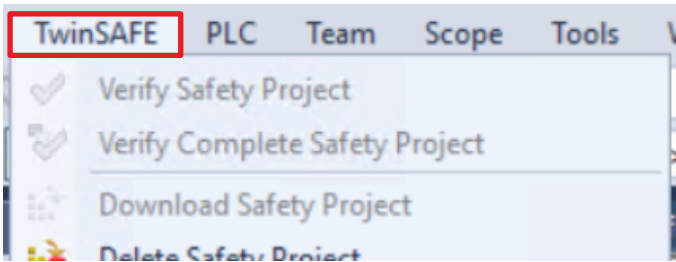 TwinSAFE PLC Team Scope Tools
Verify Safety Project
Verify Complete Safety Project
Download Safety Project
Delete Safety Project